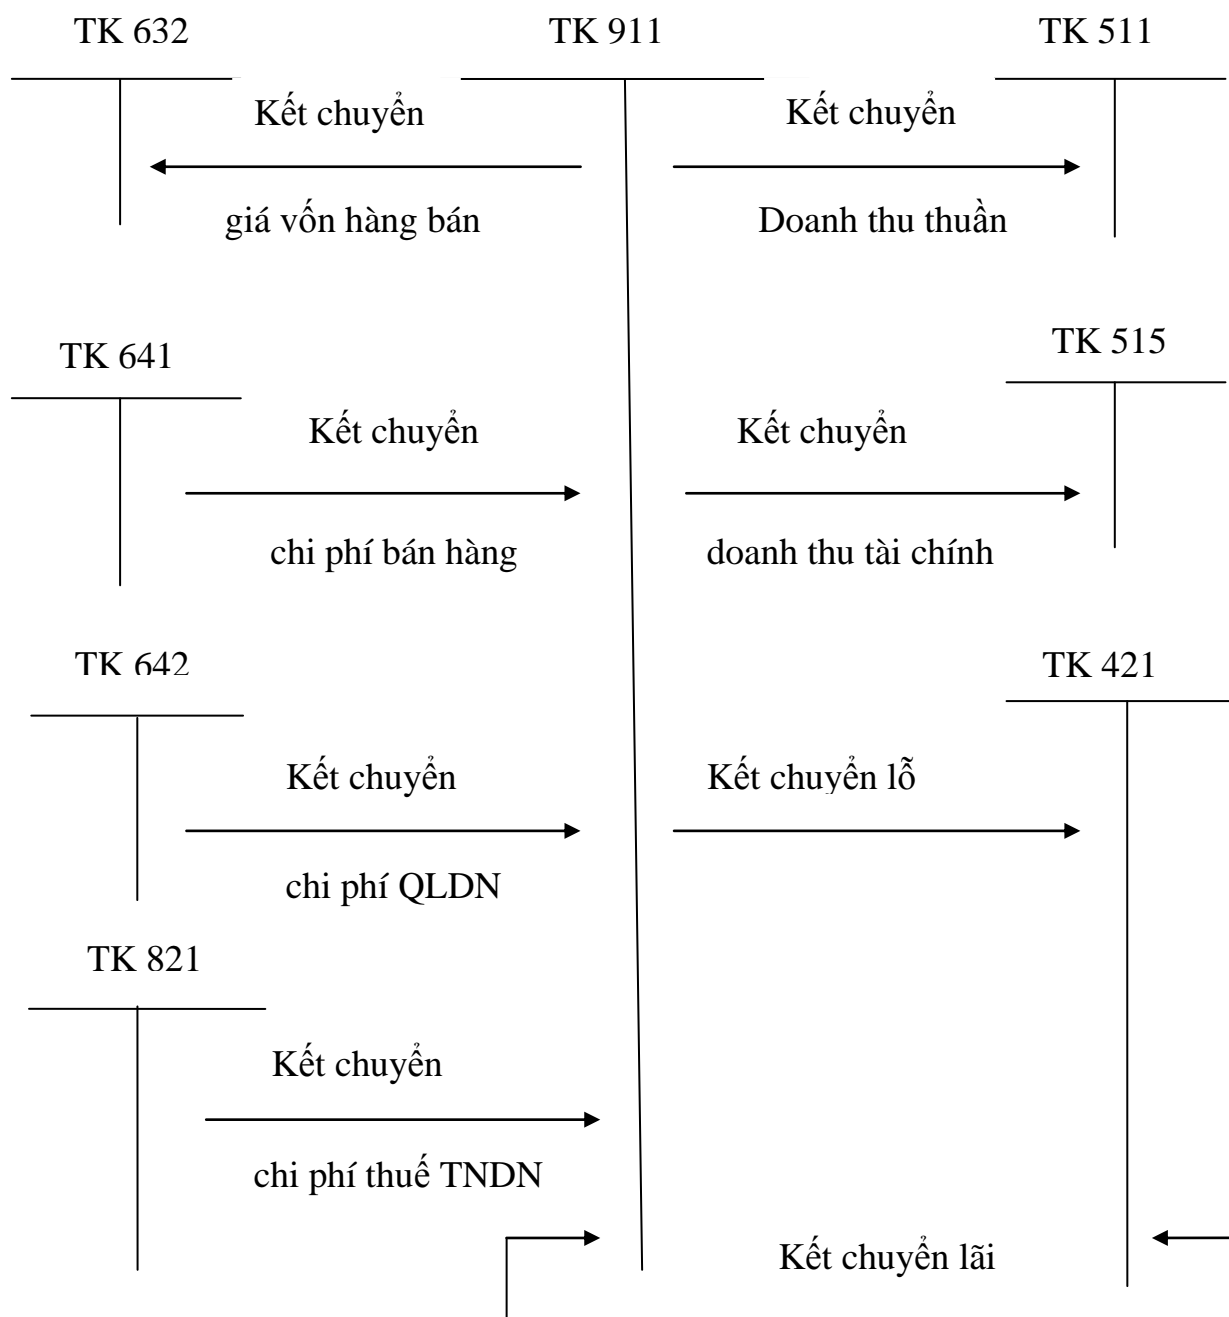 TK 632
TK 911
TK 511
Kết chuyển
Kết chuyển
giá vốn hàng bán
Doanh thu thuần
TK 641
TK 515
Kết chuyển
Kết chuyển
chi phí bán hàng
doanh thu tài chính
TK 642
TK 421
Kết chuyển
Kết chuyển lỗ
chi phí QLDN
TK 821
Kết chuyển
chi phí thuế TNDN
Kết chuyển lãi